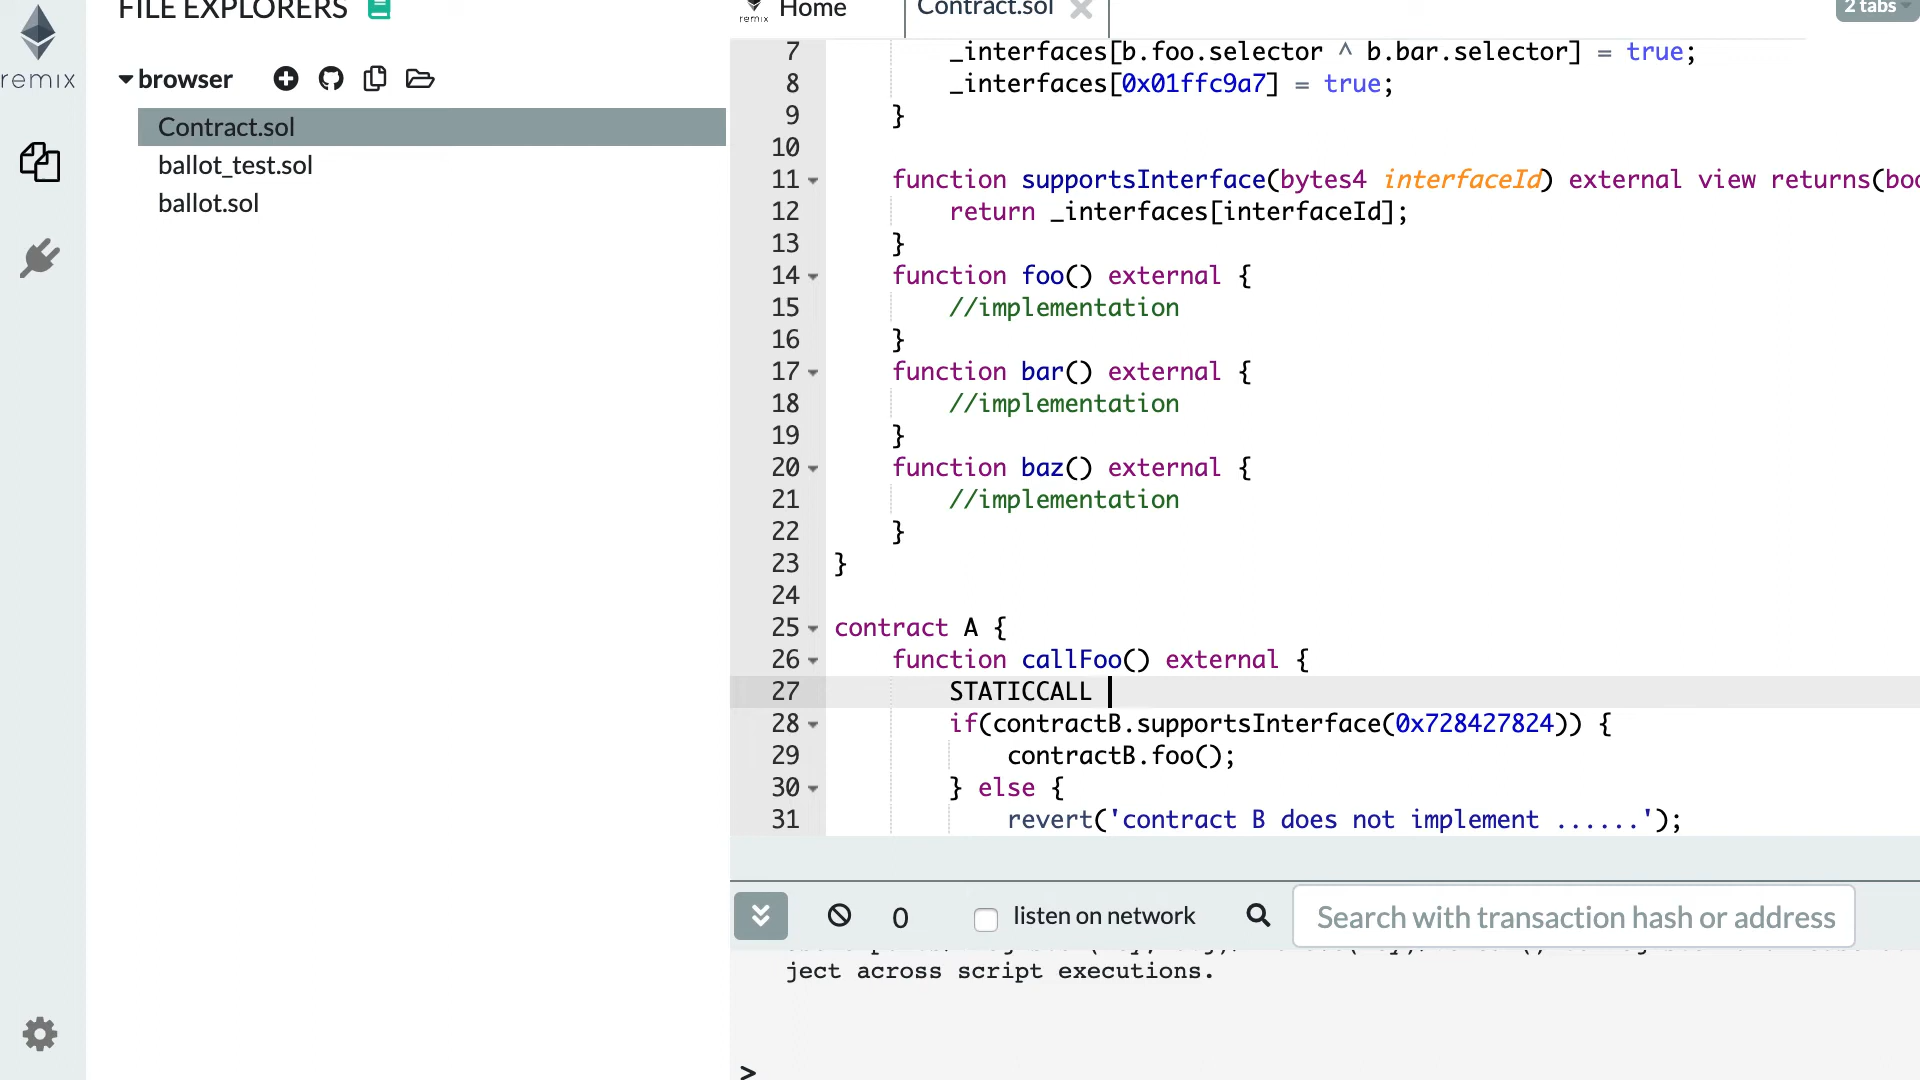 FILE EXPLORERS
remix
browser
Contract.sol
ballot_test.sol
ballot.sol
remix
Home
Contract.sol
2 tabs
7 _interfaces[b.foo.selector ^ b.bar.selector] = true;
8 _interfaces[0x01ffc9a7] = true;
9 }
10
11 function supportsInterface(bytes4 interfaceId) external view returns(boo
12 return _interfaces[interfaceId];
13 }
14 function foo() external {
15 //implementation
16 }
17 function bar() external {
18 //implementation
19 }
20 function baz() external {
21 //implementation
22 }
23 }
24
25 contract A {
26 function callFoo() external {
27 STATICCALL
28 if(contractB.supportsInterface(0x728427824)) {
29 contractB.foo();
30 } else {
31 revert('contract B does not implement ......');
0
listen on network
Search with transaction hash or address
ject across script executions.
>